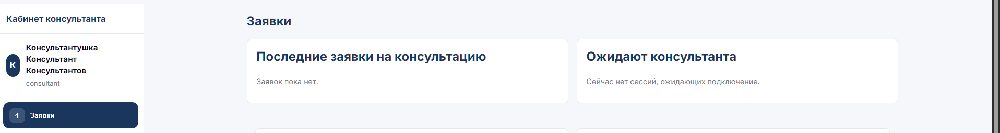 Кабинет консультанта
К
Консультантушка
Консультант
Консультантов
consultant
1 Заявки
Заявки
Последние заявки на консультацию
Заявок пока нет.
Ожидают консультанта
Сейчас нет сессий, ожидающих подключение.